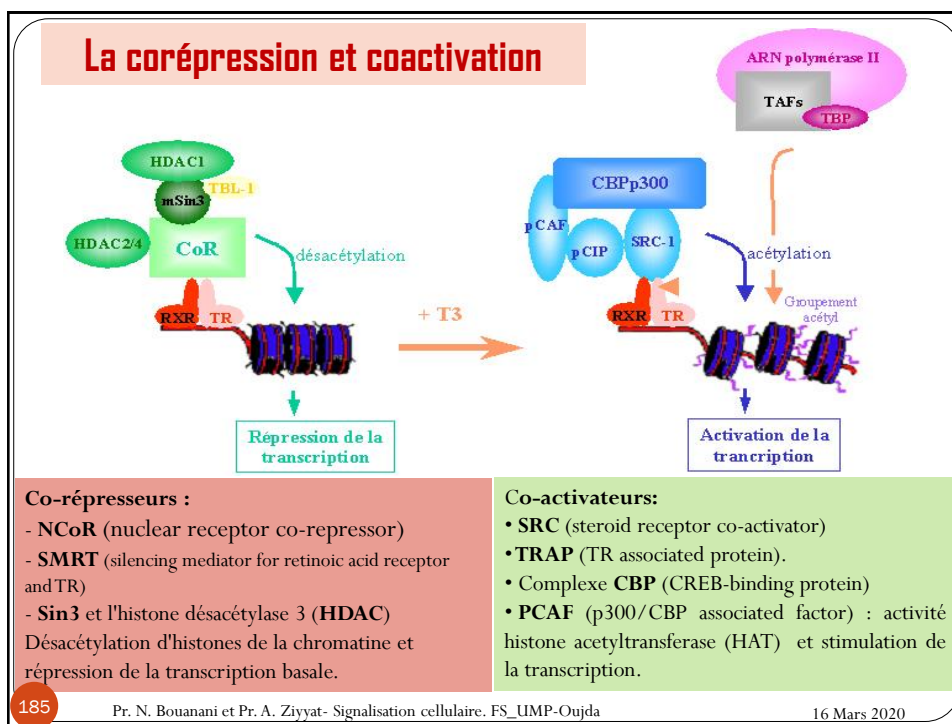 La corépression et coactivation
ARN polymérase II
TAFs
TBP
HDAC1
TBL-1
mSin3
HDAC2/4
CoR
désacétylation
RXR
TR
+ T3
CBPp300
pCAF
pCIP
SRC-1
acétylation
Groupement
acétyl
RXR
TR
Répression de la
transcription
Activation de la
trancription
Co-répresseurs :
- NCoR (nuclear receptor co-repressor)
- SMRT (silencing mediator for retinoic acid receptor
and TR)
- Sin3 et l'histone désacétylase 3 (HDAC)
Désacétylation d'histones de la chromatine et
répression de la transcription basale.
Co-activateurs:
• SRC (steroid receptor co-activator)
• TRAP (TR associated protein).
• Complexe CBP (CREB-binding protein)
• PCAF (p300/CBP associated factor) : activité
histone acetyltransferase (HAT) et stimulation de
la transcription.
185
Pr. N. Bouanani et Pr. A. Ziyyat- Signalisation cellulaire. FS_UMP-Oujda
16 Mars 2020